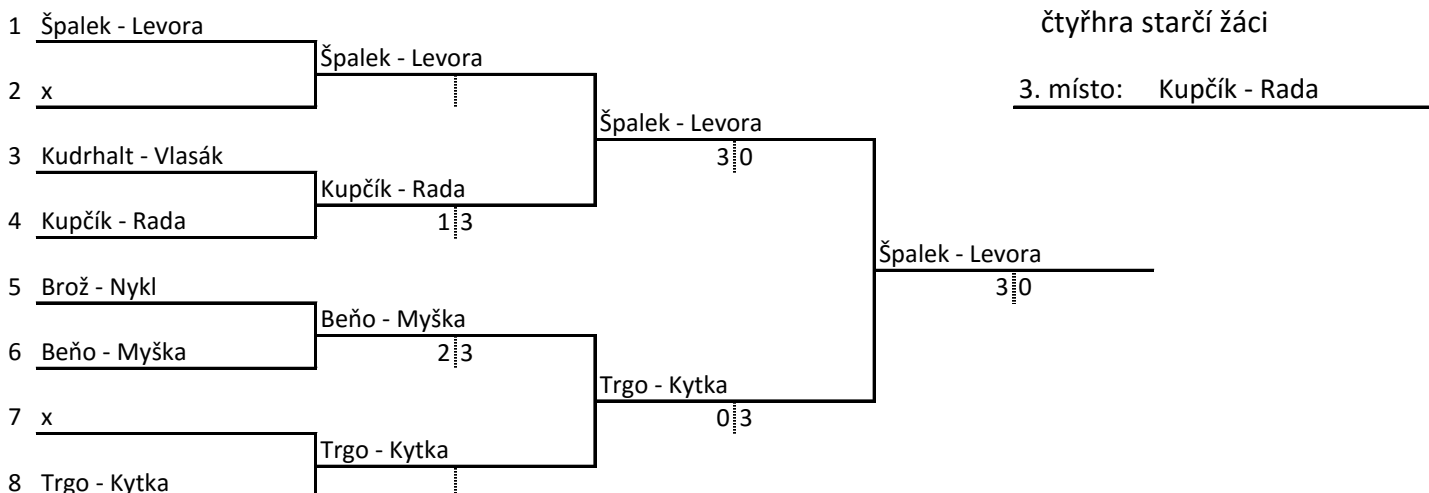 čtyřhra starčí žáci
1 Špalek - Levora
Špalek - Levora
2 x
3. místo: Kupčík - Rada
Špalek - Levora
3 0
3 Kudrhalt - Vlasák
Kupčík - Rada
1 3
4 Kupčík - Rada
Špalek - Levora
3 0
5 Brož - Nykl
Beňo - Myška
2 3
6 Beňo - Myška
Trgo - Kytka
0 3
7 x
Trgo - Kytka
8 Trgo - Kytka